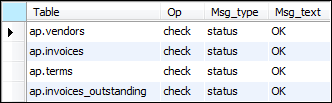 Table Op Msg_type Msg_text
ap.vendors check status OK
ap.invoices check status OK
ap.terms check status OK
ap.invoices_outstanding check status OK